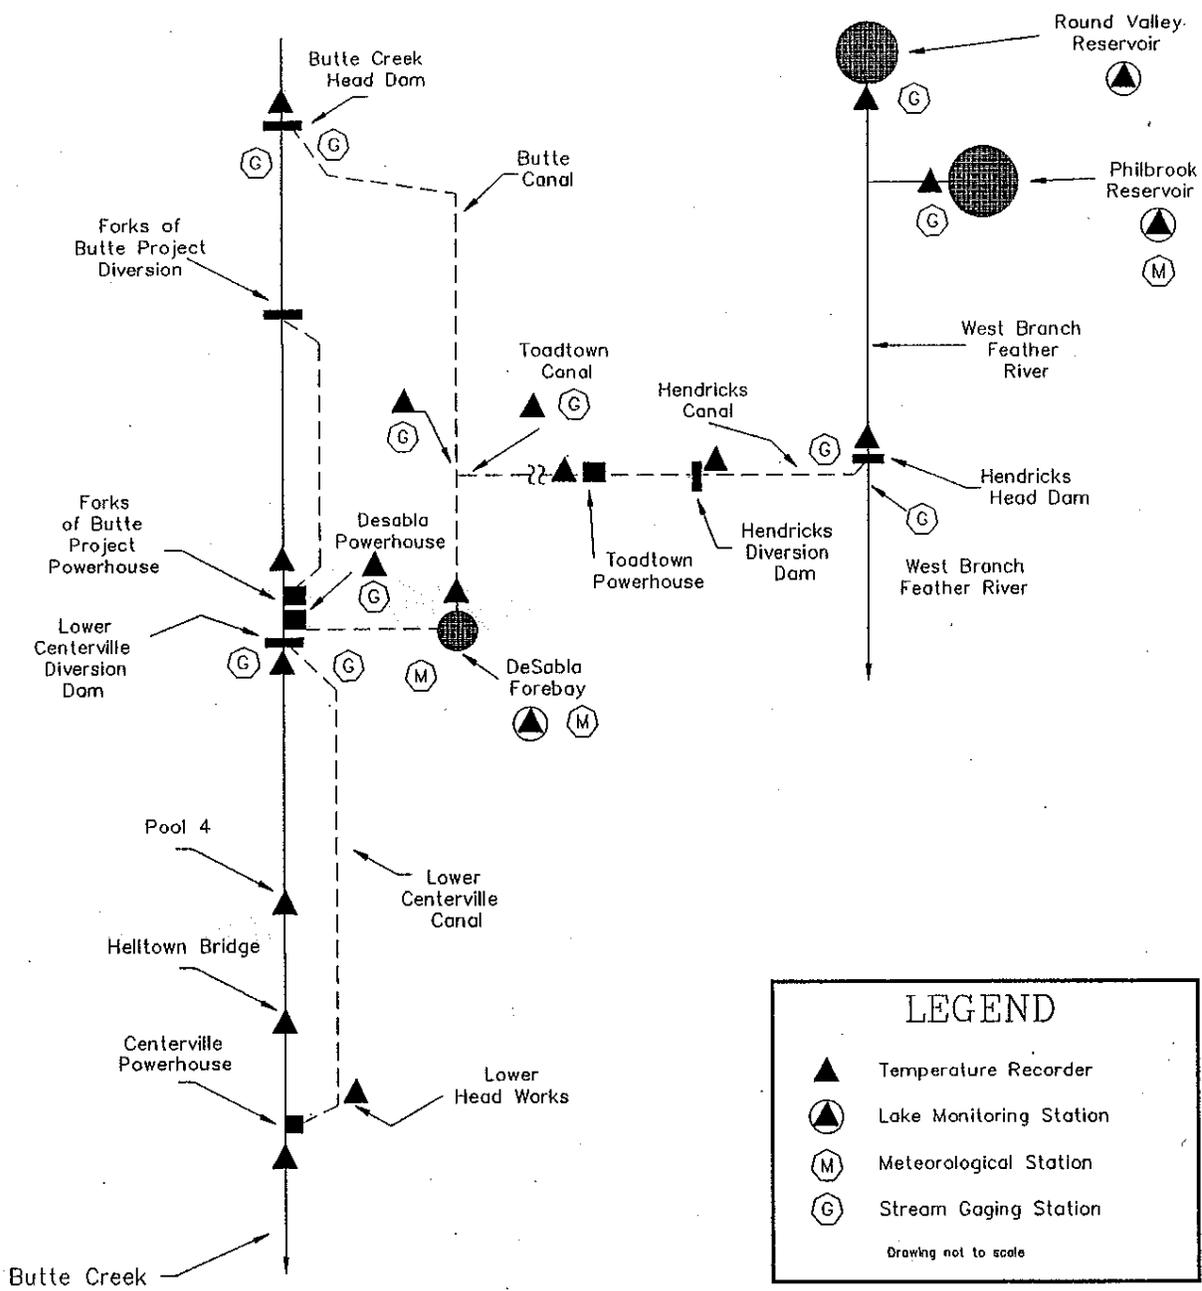 Round Valley
Reservoir
Butte Creek
Head Dam
G
G
G
Butte
Canal
Philbrook
Reservoir
G
M
Forks of
Butte Project
Diversion
West Branch
Feather
River
Toadtown
Canal
G
G
Hendricks
Canal
G
Hendricks
Head Dam
G
Forks
of Butte
Project
Powerhouse
Desabla
Powerhouse
G
Toadtown
Powerhouse
Hendricks
Diversion
Dam
West Branch
Feather River
Lower
Centerville
Diversion
Dam
G
G
M
DeSabla
Forebay
M
Pool 4
Lower
Centerville
Canal
Helltown Bridge
Centerville
Powerhouse
Lower
Head Works
Butte Creek
LEGEND
Temperature Recorder
Lake Monitoring Station
M Meteorological Station
G Stream Gaging Station
Drawing not to scale